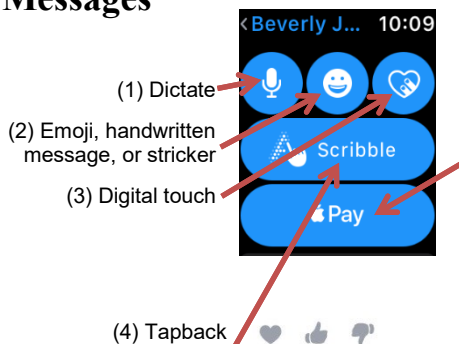 Messages
<Beverly J... 10:09
(1) Dictate
(2) Emoji, handwritten
message, or stricker
Scribble
(3) Digital touch
Pay
(4) Tapback